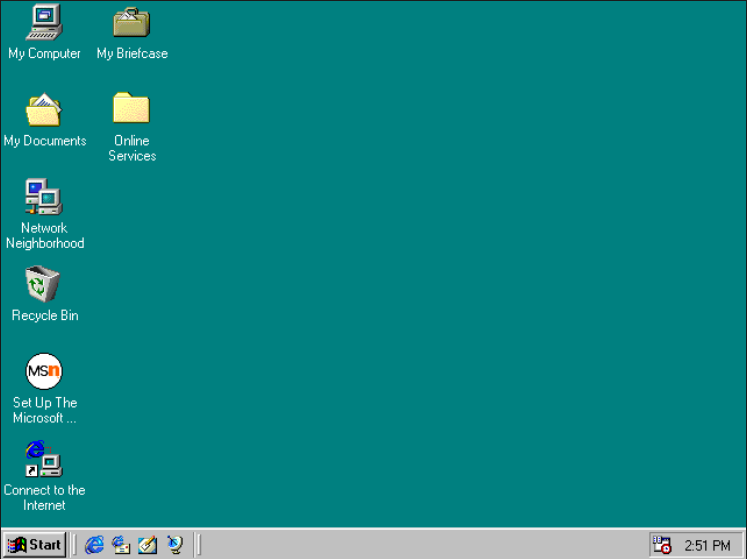 My Computer
My Briefcase
My Documents
Online
Services
Network
Neighborhood
Recycle Bin
MSn
Set Up The
Microsoft ...
Connect to the
Internet
Start
2:51 PM